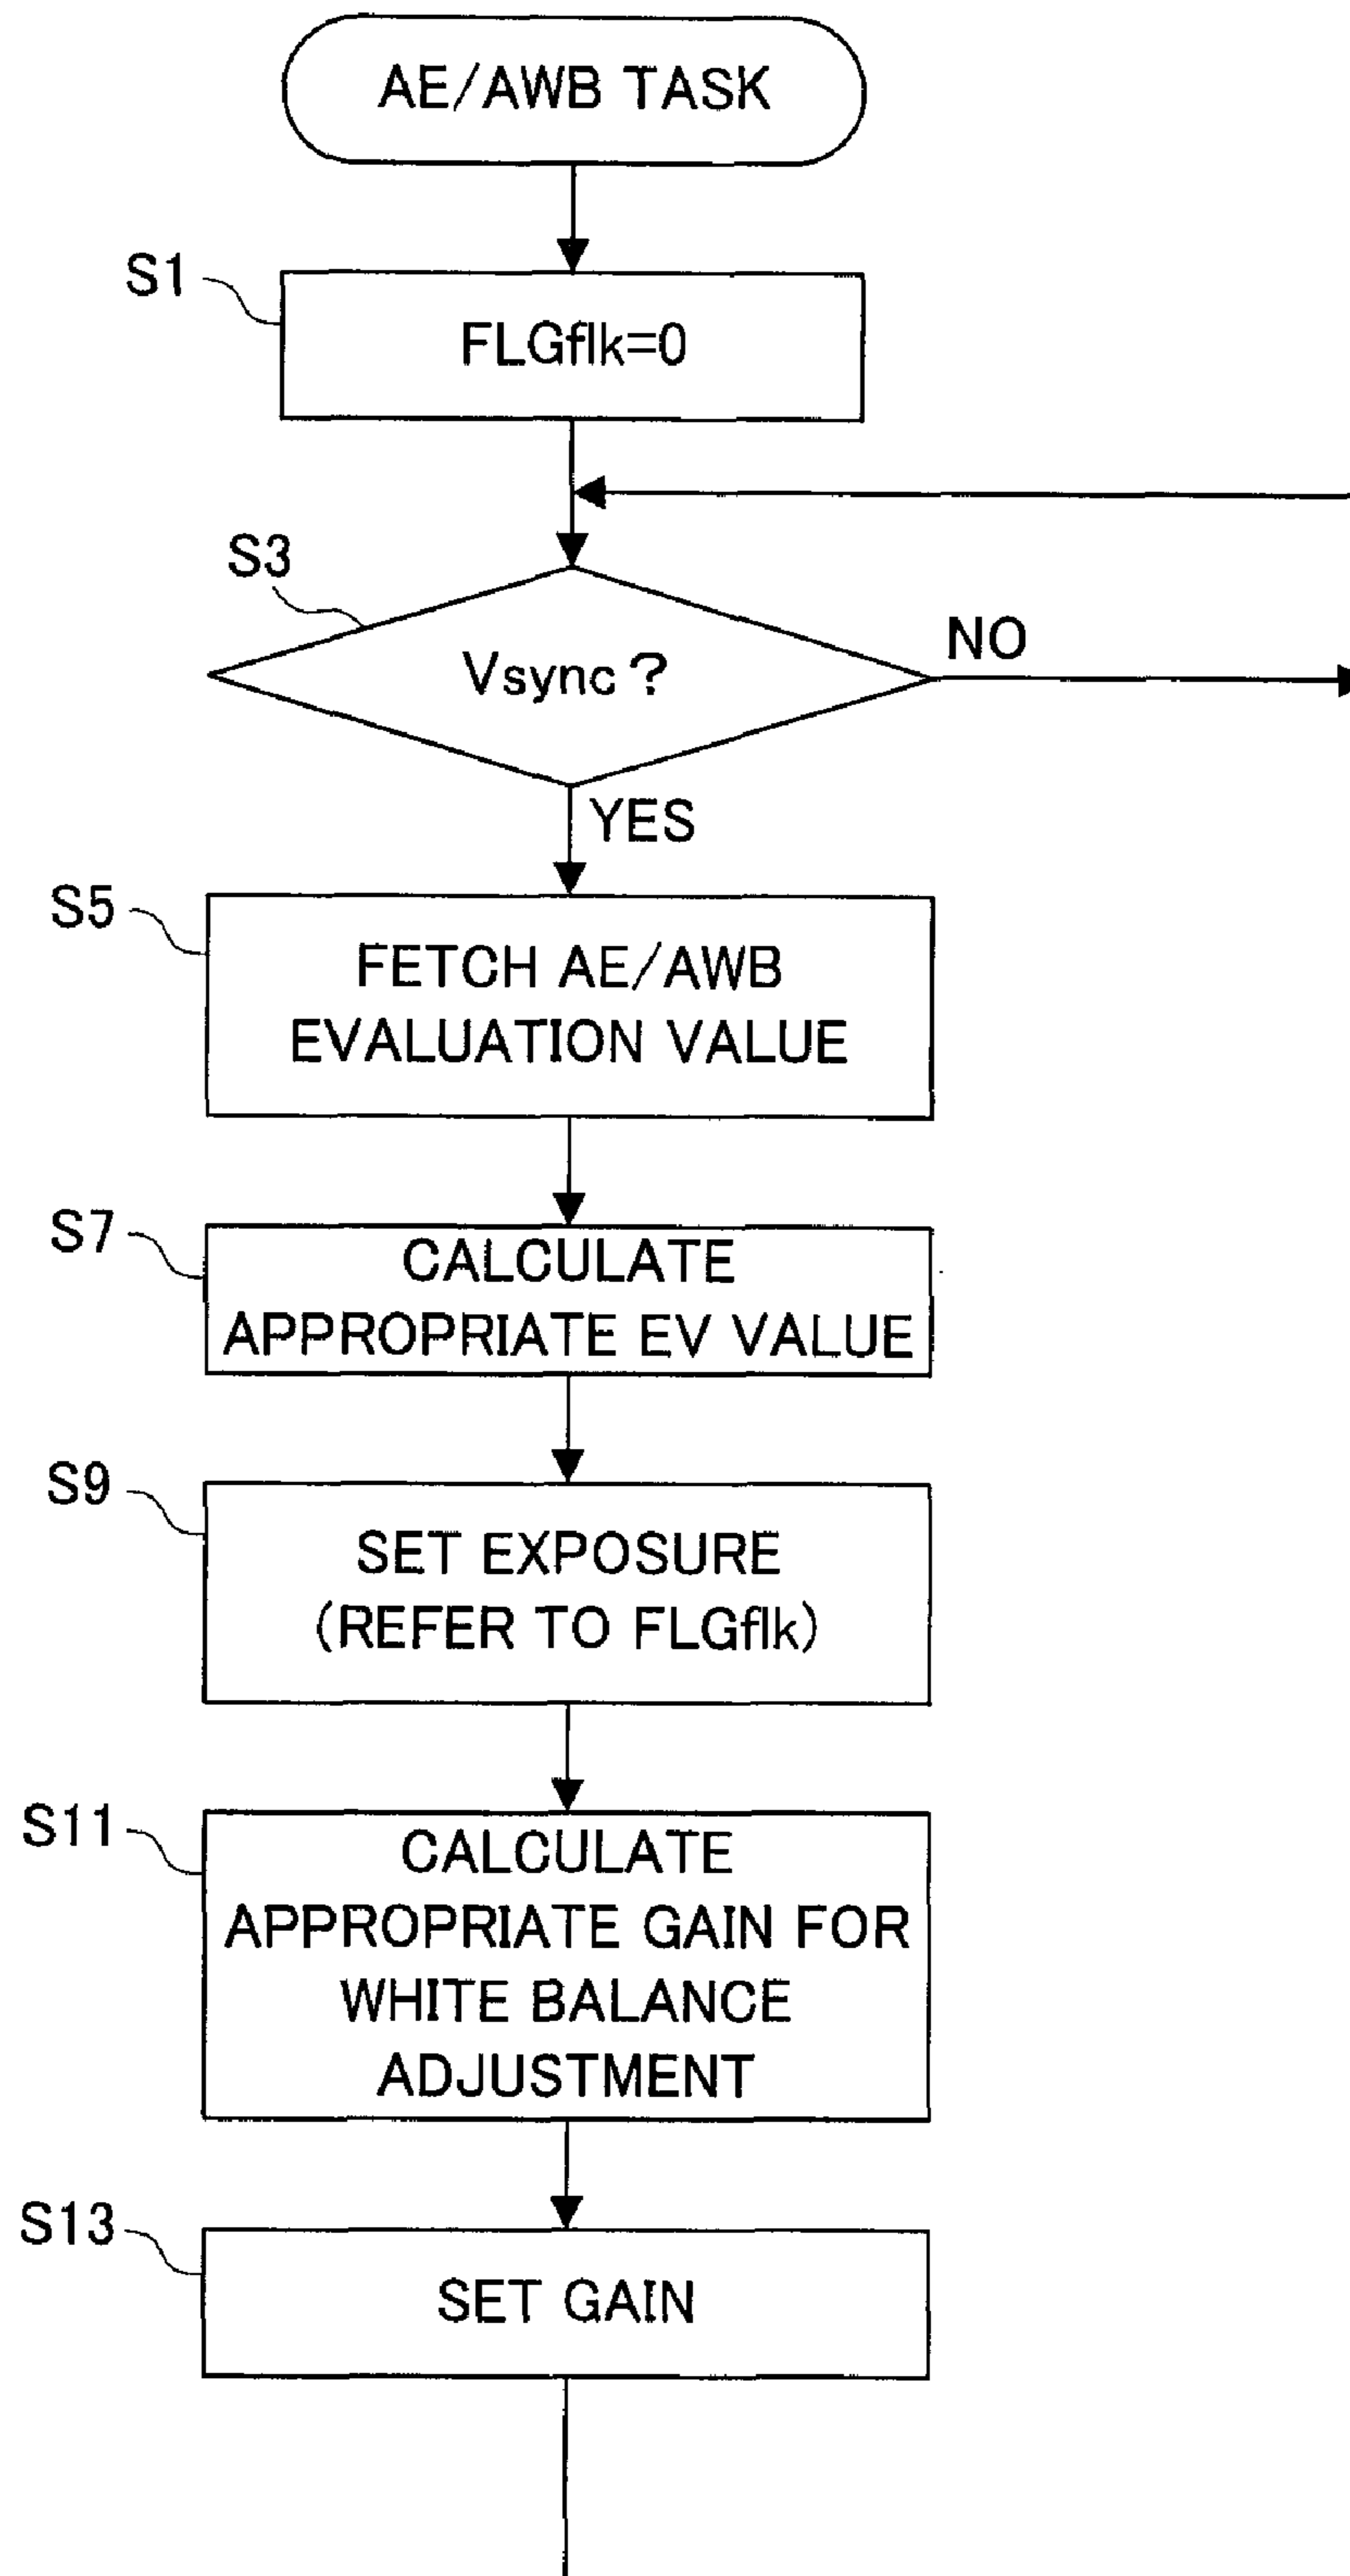 AE/AWB TASK
S1
FLGflk=0
S3
Vsync?
NO
YES
S5
FETCH AE/AWB
EVALUATION VALUE
S7
CALCULATE
APPROPRIATE EV VALUE
S9
SET EXPOSURE
(REFER TO FLGflk)
S11
CALCULATE
APPROPRIATE GAIN FOR
WHITE BALANCE
ADJUSTMENT
S13
SET GAIN